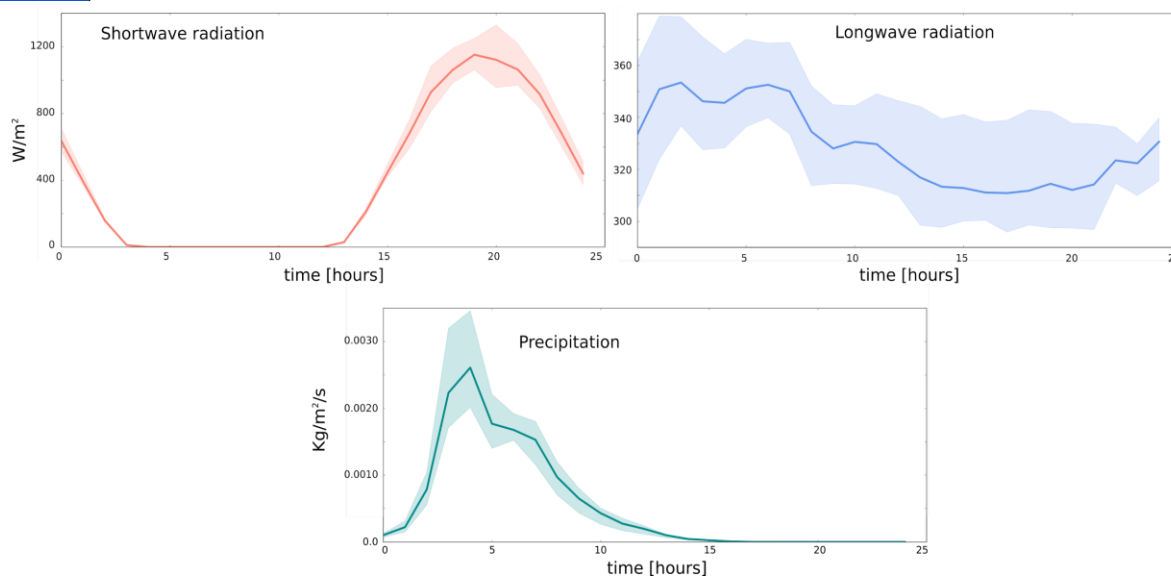 Shortwave radiation
1200
800
400
0
W/m²
0 5 10 15 20 25
time [hours]
Longwave radiation
360
340
320
300
0 5 10 15 20 2
time [hours]
Precipitation
0.0030
0.0020
0.0010
0.0
Kg/m²/s
0 5 10 15 20 25
time [hours]